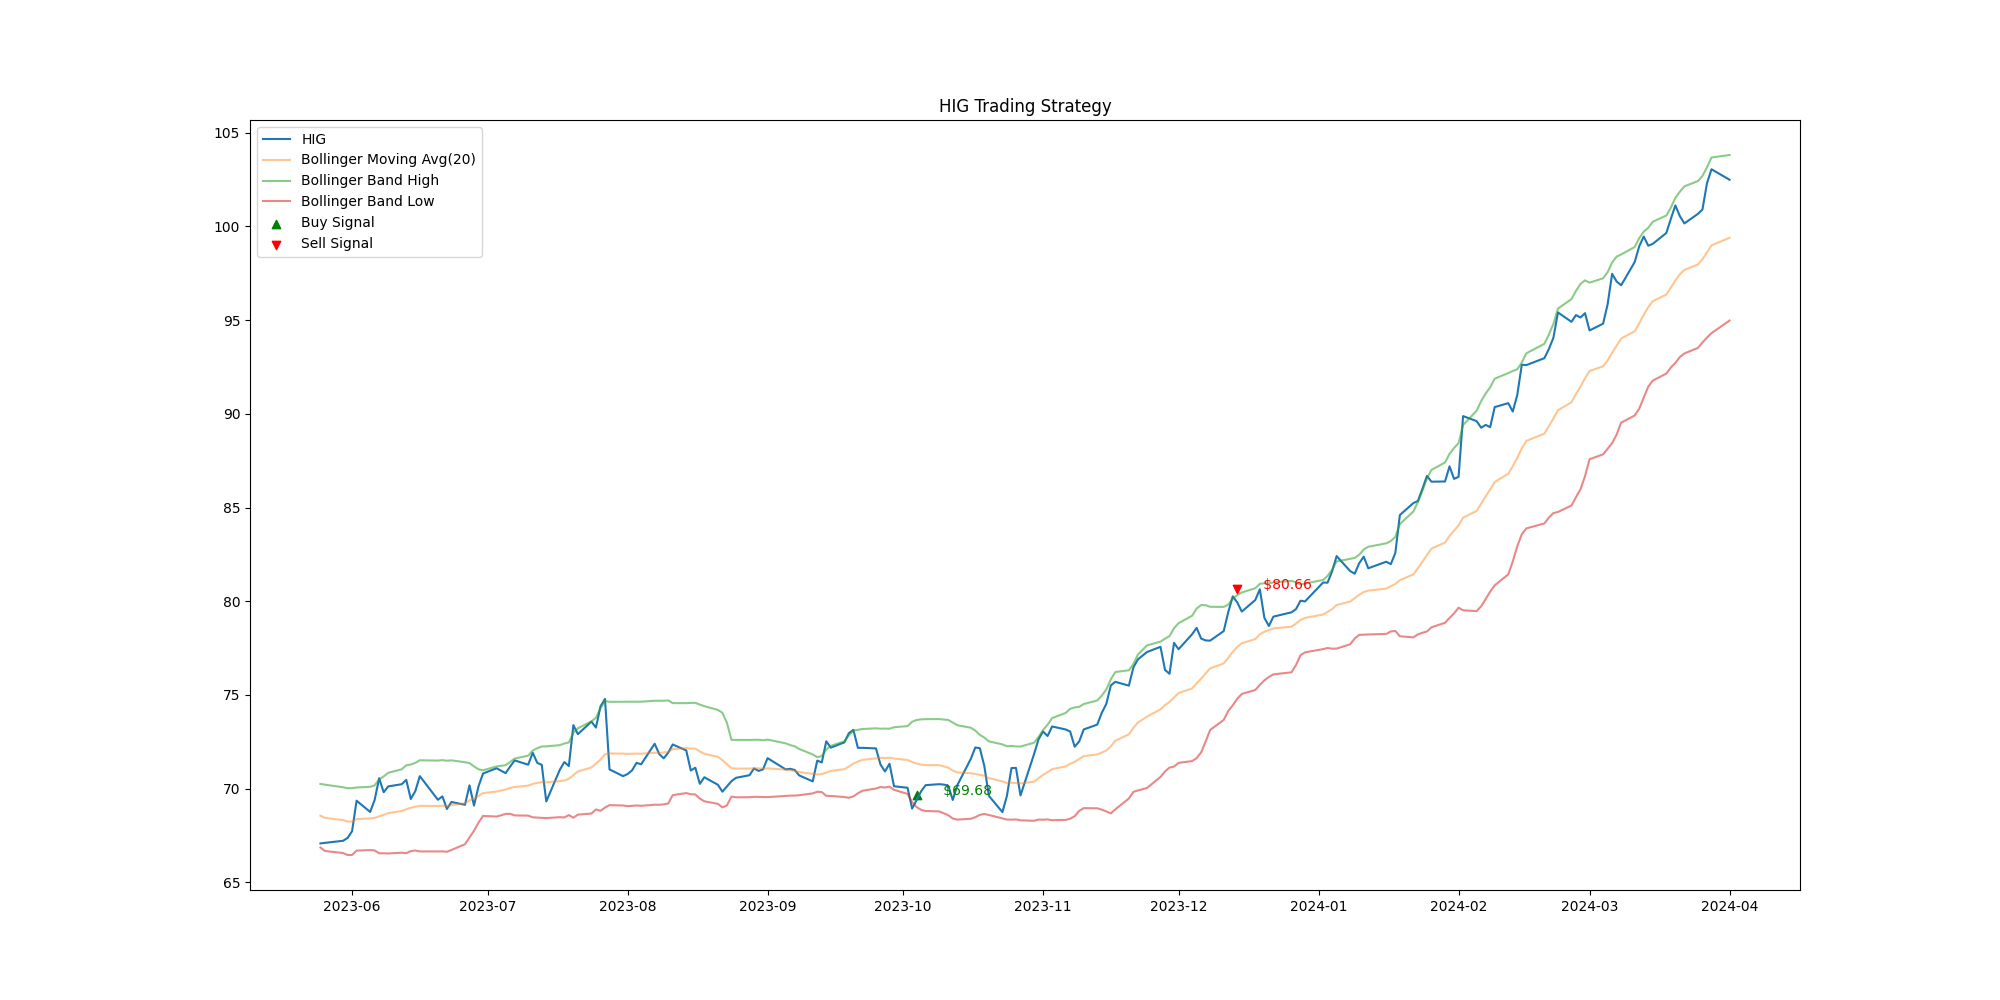 HIG Trading Strategy
HIG
Bollinger Moving Avg(20)
Bollinger Band High
Bollinger Band Low
Buy Signal
Sell Signal
105
100
95
90
85
80
75
70
65
$80.66
$69.68
2023-06 2023-07 2023-08 2023-09 2023-10 2023-11 2023-12 2024-01 2024-02 2024-03 2024-04